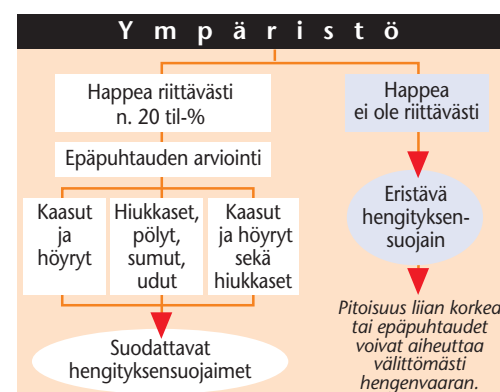 Ympäristö
Happea riittävästi
n. 20 til-%
Epäpuhtauden arviointi
Kaasut
ja
höyryt
Hiukkaset,
pölyt,
sumut,
udut
Kaasut
ja höyryt
sekä
hiukkaset
Suodattavat
hengityksensuojaimet
Happea
ei ole riittävästi
Eristävä
hengityksen-
suojain
Pitoisuus liian korkea
tai epäpuhtaudet
voivat aiheuttaa
välittömästi
hengenvaaran.